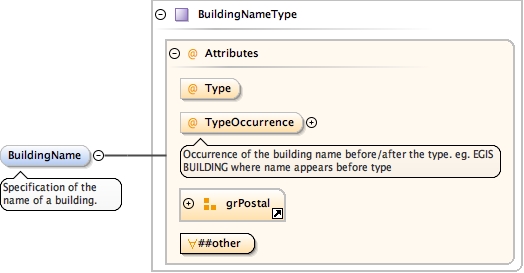 BuildingNameType
@ Attributes
@ Type
@ TypeOccurrence
Occurrence of the building name before/after the type. eg. EGIS
BUILDING where name appears before type
BuildingName
Specification of the
name of a building.
grPostal
∀##other